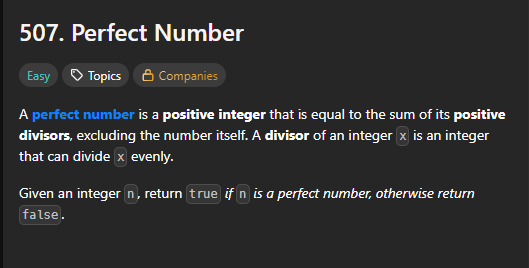 507. Perfect Number
Easy Topics Companies
A perfect number is a positive integer that is equal to the sum of its positive
divisors, excluding the number itself. A divisor of an integer x is an integer
that can divide x evenly.
Given an integer n, return true if n is a perfect number, otherwise return
false.